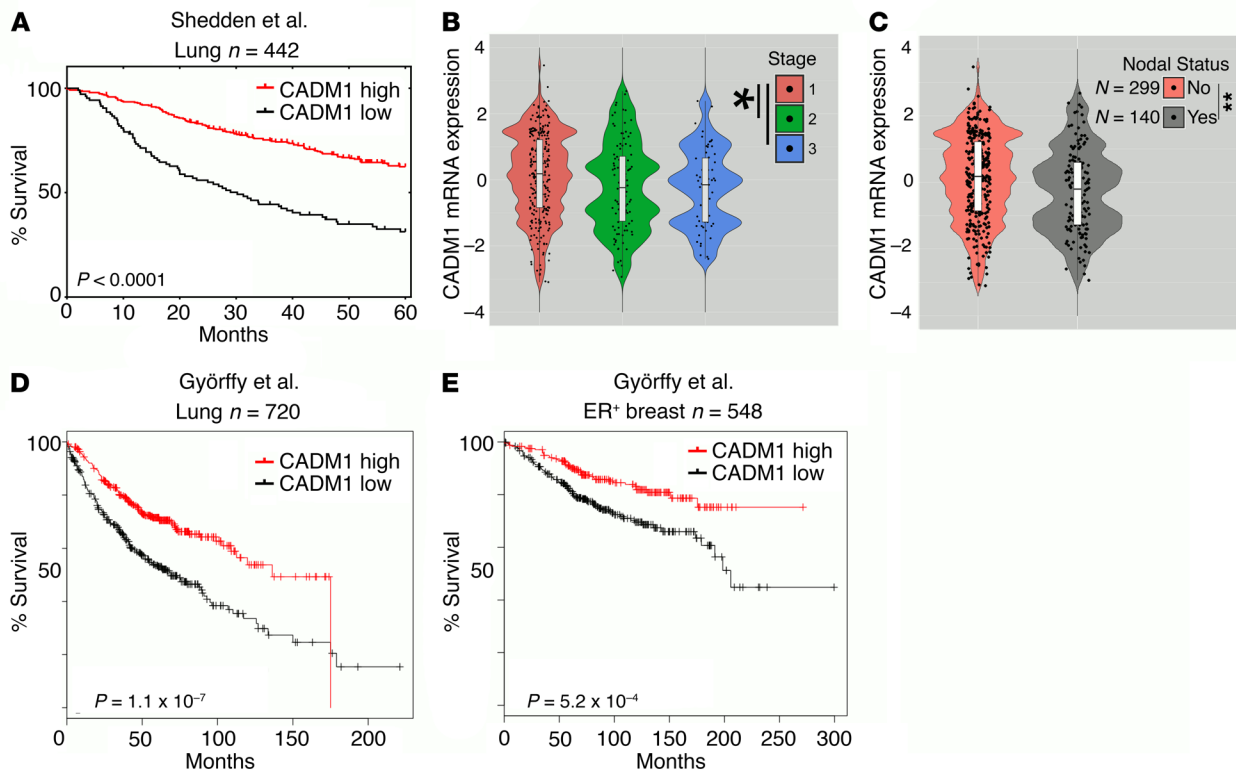 A
Shedden et al.
Lung n = 442
CADM1 high
CADM1 low
100
50
0
% Survival
P < 0.0001
0 10 20 30 40 50 60
Months
B
CADM1 mRNA expression
4
2
0
–2
–4
Stage
1
2
3
*
C
CADM1 mRNA expression
4
2
0
–2
–4
Nodal Status
N = 299 No
N = 140 Yes
**
D
Györffy et al.
Lung n = 720
CADM1 high
CADM1 low
100
50
% Survival
P = 1.1 x 10⁻⁷
0 50 100 150 200
Months
E
Györffy et al.
ER⁺ breast n = 548
CADM1 high
CADM1 low
100
50
% Survival
P = 5.2 x 10⁻⁴
0 50 100 150 200 250 300
Months